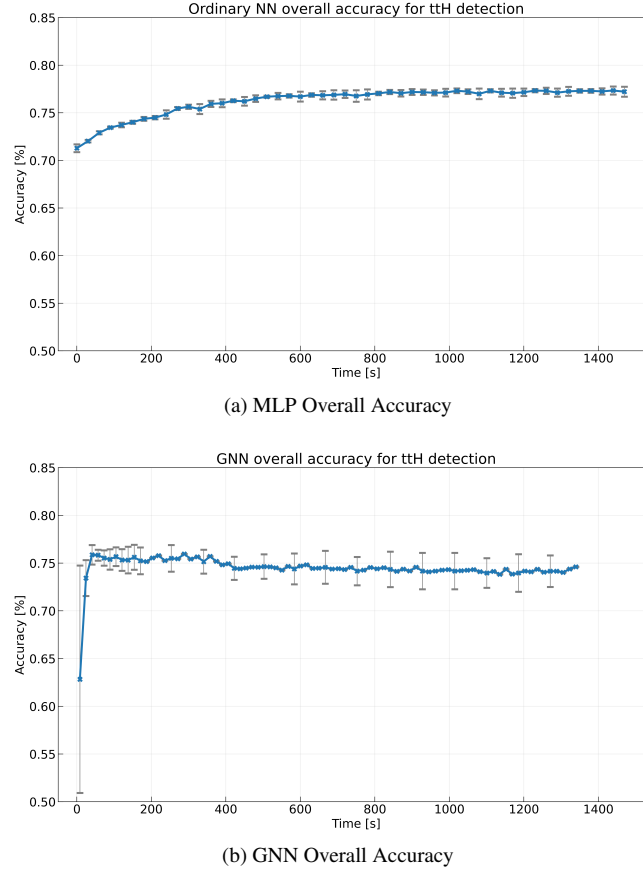 Ordinary NN overall accuracy for ttH detection
0.85
0.80
0.75
0.70
0.65
0.60
0.55
0.50
Accuracy [%]
0 200 400 600 800 1000 1200 1400
Time [s]
(a) MLP Overall Accuracy
GNN overall accuracy for ttH detection
0.85
0.80
0.75
0.70
0.65
0.60
0.55
0.50
Accuracy [%]
0 200 400 600 800 1000 1200 1400
Time [s]
(b) GNN Overall Accuracy